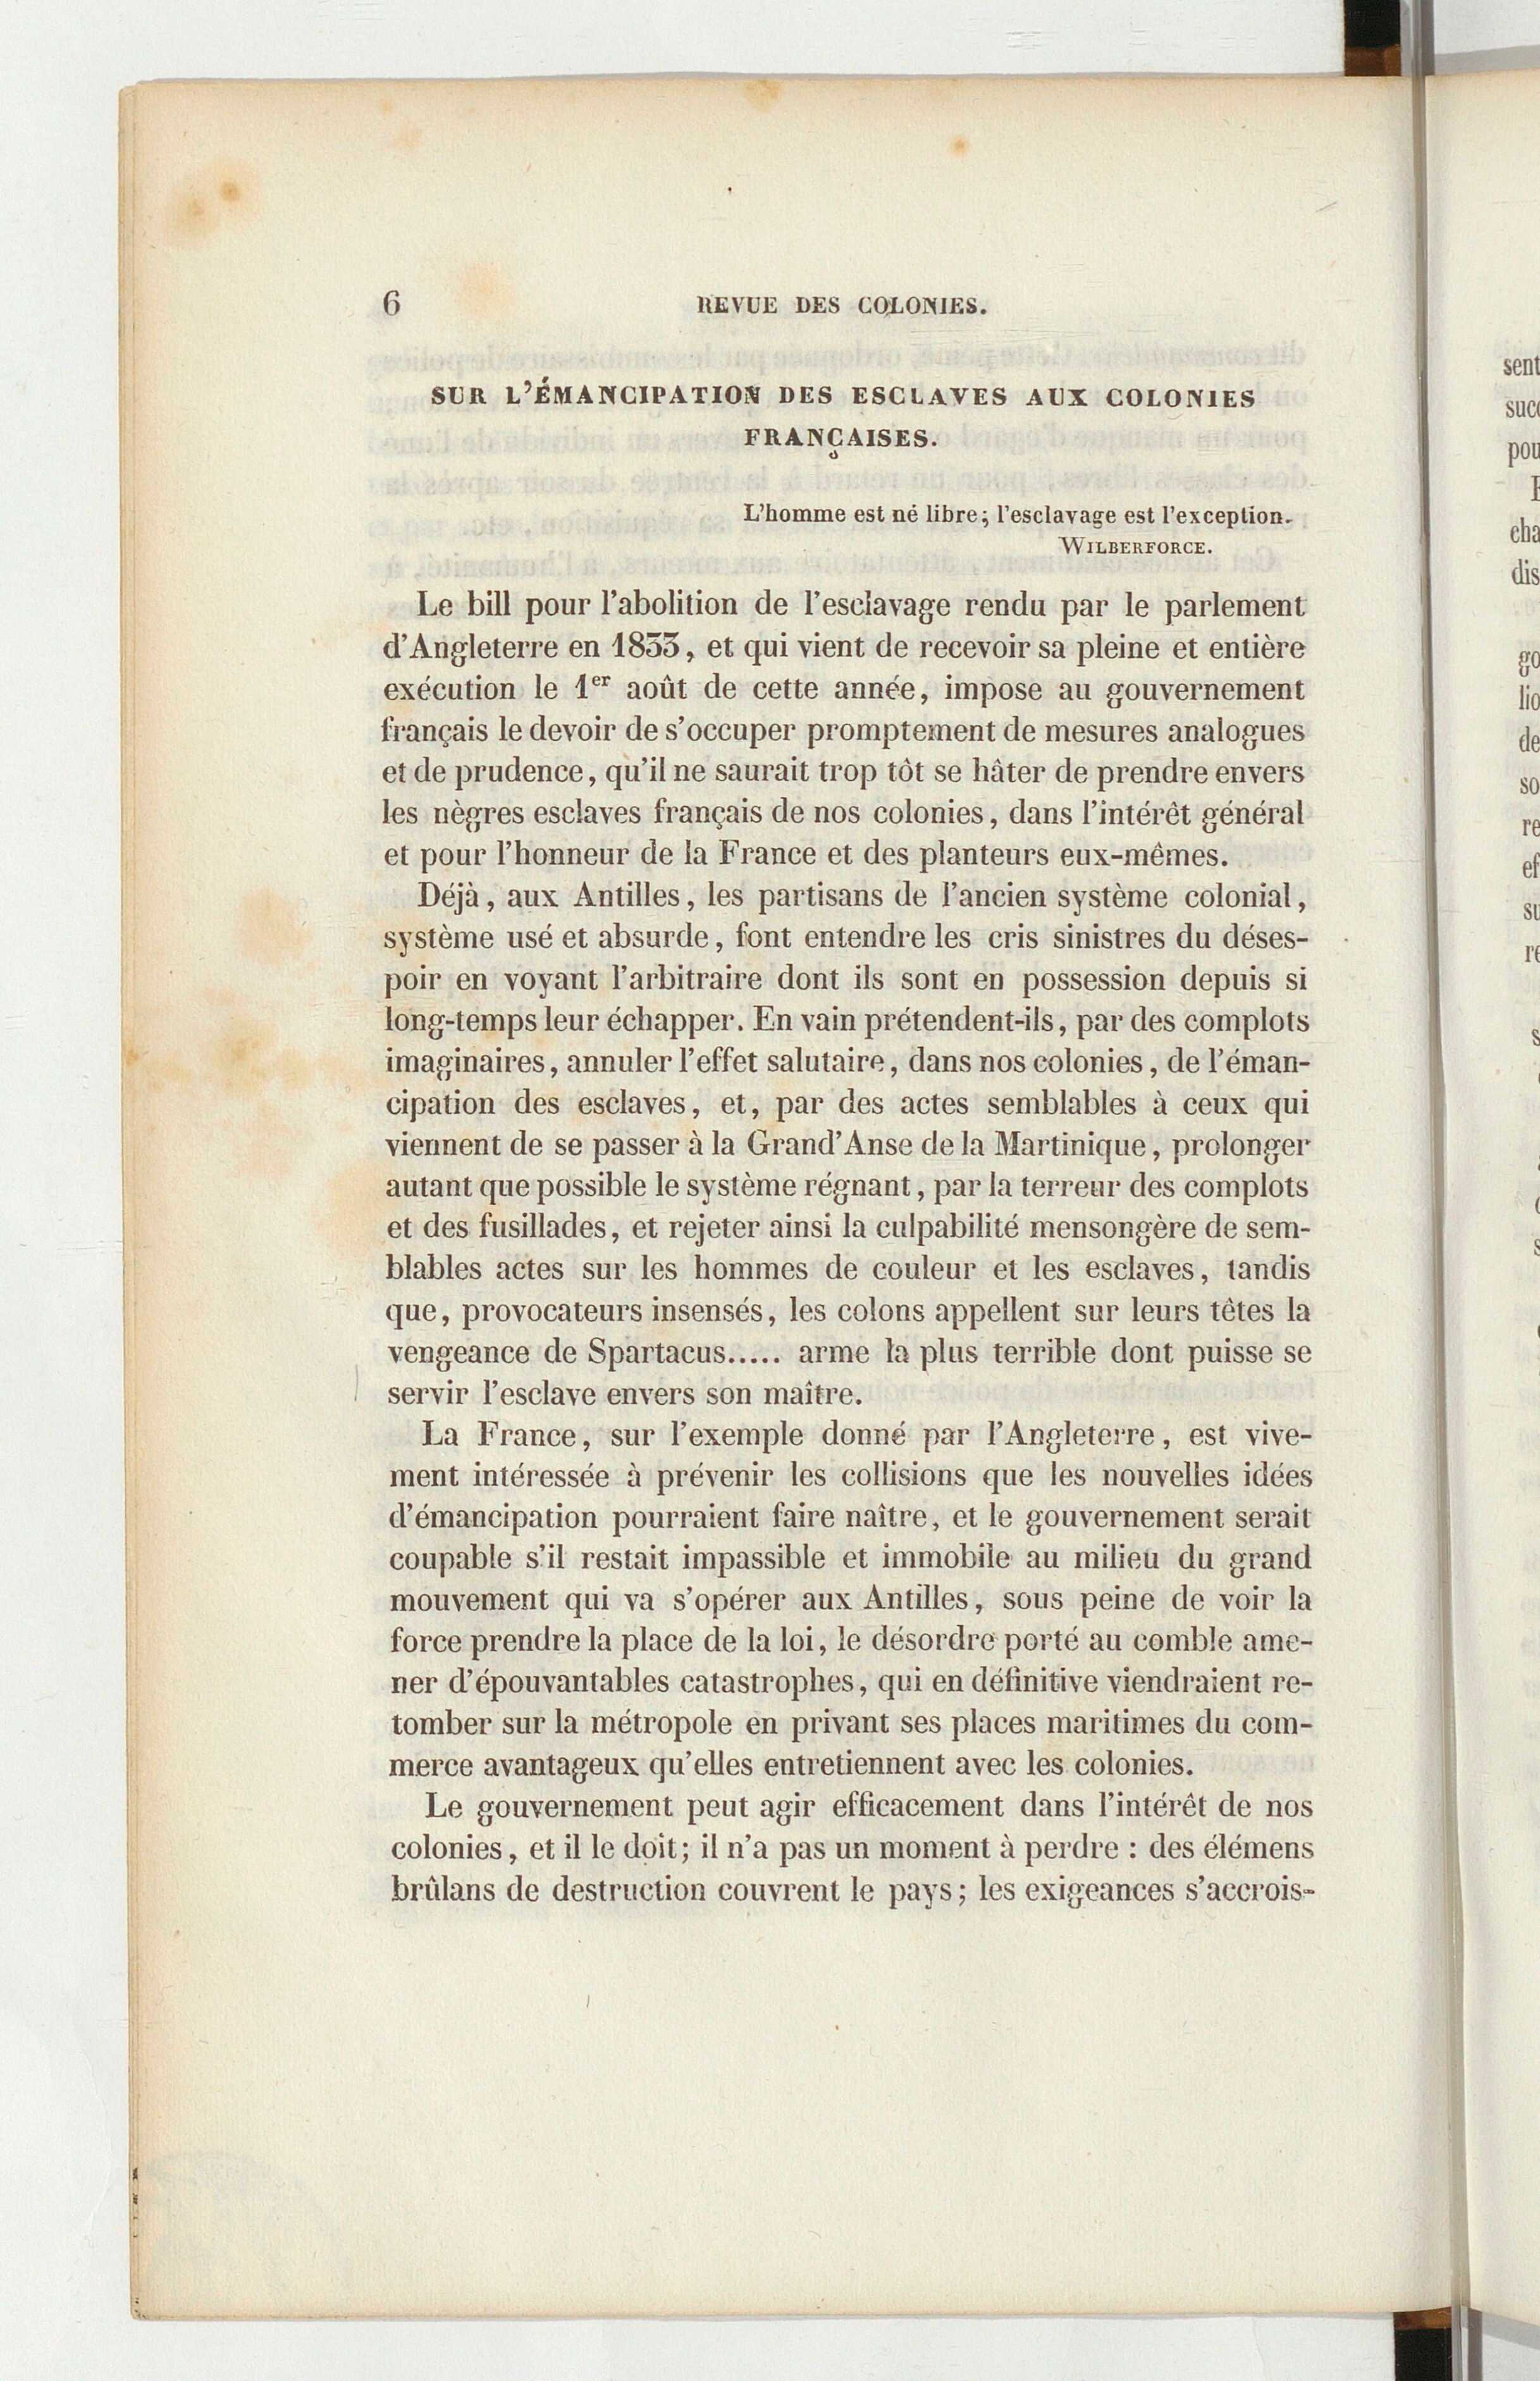 6 REVUE DES COLONIES.
SUR L'ÉMANCIPATION DES ESCLAVES AUX COLONIES
FRANÇAISES.
L'homme est né libre; l'esclavage est l'exception.
WILBERFORCE.
Le bill pour l'abolition de l'esclavage rendu par le parlement
d'Angleterre en 1833, et qui vient de recevoir sa pleine et entière
exécution le 1er août de cette année, impose au gouvernement
français le devoir de s'occuper promptement de mesures analogues
et de prudence, qu'il ne saurait trop tôt se hâter de prendre envers
les nègres esclaves français de nos colonies, dans l'intérêt général
et pour l'honneur de la France et des planteurs eux-mêmes.
Déjà, aux Antilles, les partisans de l'ancien système colonial,
système usé et absurde, font entendre les cris sinistres du déses-
poir en voyant l'arbitraire dont ils sont en possession depuis si
long-temps leur échapper. En vain prétendent-ils, par des complots
imaginaires, annuler l'effet salutaire, dans nos colonies, de l'éman-
cipation des esclaves, et, par des actes semblables à ceux qui
viennent de se passer à la Grand'Anse de la Martinique, prolonger
autant que possible le système régnant, par la terreur des complots
et des fusillades, et rejeter ainsi la culpabilité mensongère de sem-
blables actes sur les hommes de couleur et les esclaves, tandis
que, provocateurs insensés, les colons appellent sur leurs têtes la
vengeance de Spartacus..... arme la plus terrible dont puisse se
servir l'esclave envers son maître.
La France, sur l'exemple donné par l'Angleterre, est vive-
ment intéressée à prévenir les collisions que les nouvelles idées
d'émancipation pourraient faire naître, et le gouvernement serait
coupable s'il restait impassible et immobile au milieu du grand
mouvement qui va s'opérer aux Antilles, sous peine de voir la
force prendre la place de la loi, le désordre porté au comble ame-
ner d'épouvantables catastrophes, qui en définitive viendraient re-
tomber sur la métropole en privant ses places maritimes du com-
merce avantageux qu'elles entretiennent avec les colonies.
Le gouvernement peut agir efficacement dans l'intérêt de nos
colonies, et il le doit; il n'a pas un moment à perdre : des élémens
brûlans de destruction couvrent le pays; les exigeances s'accrois-